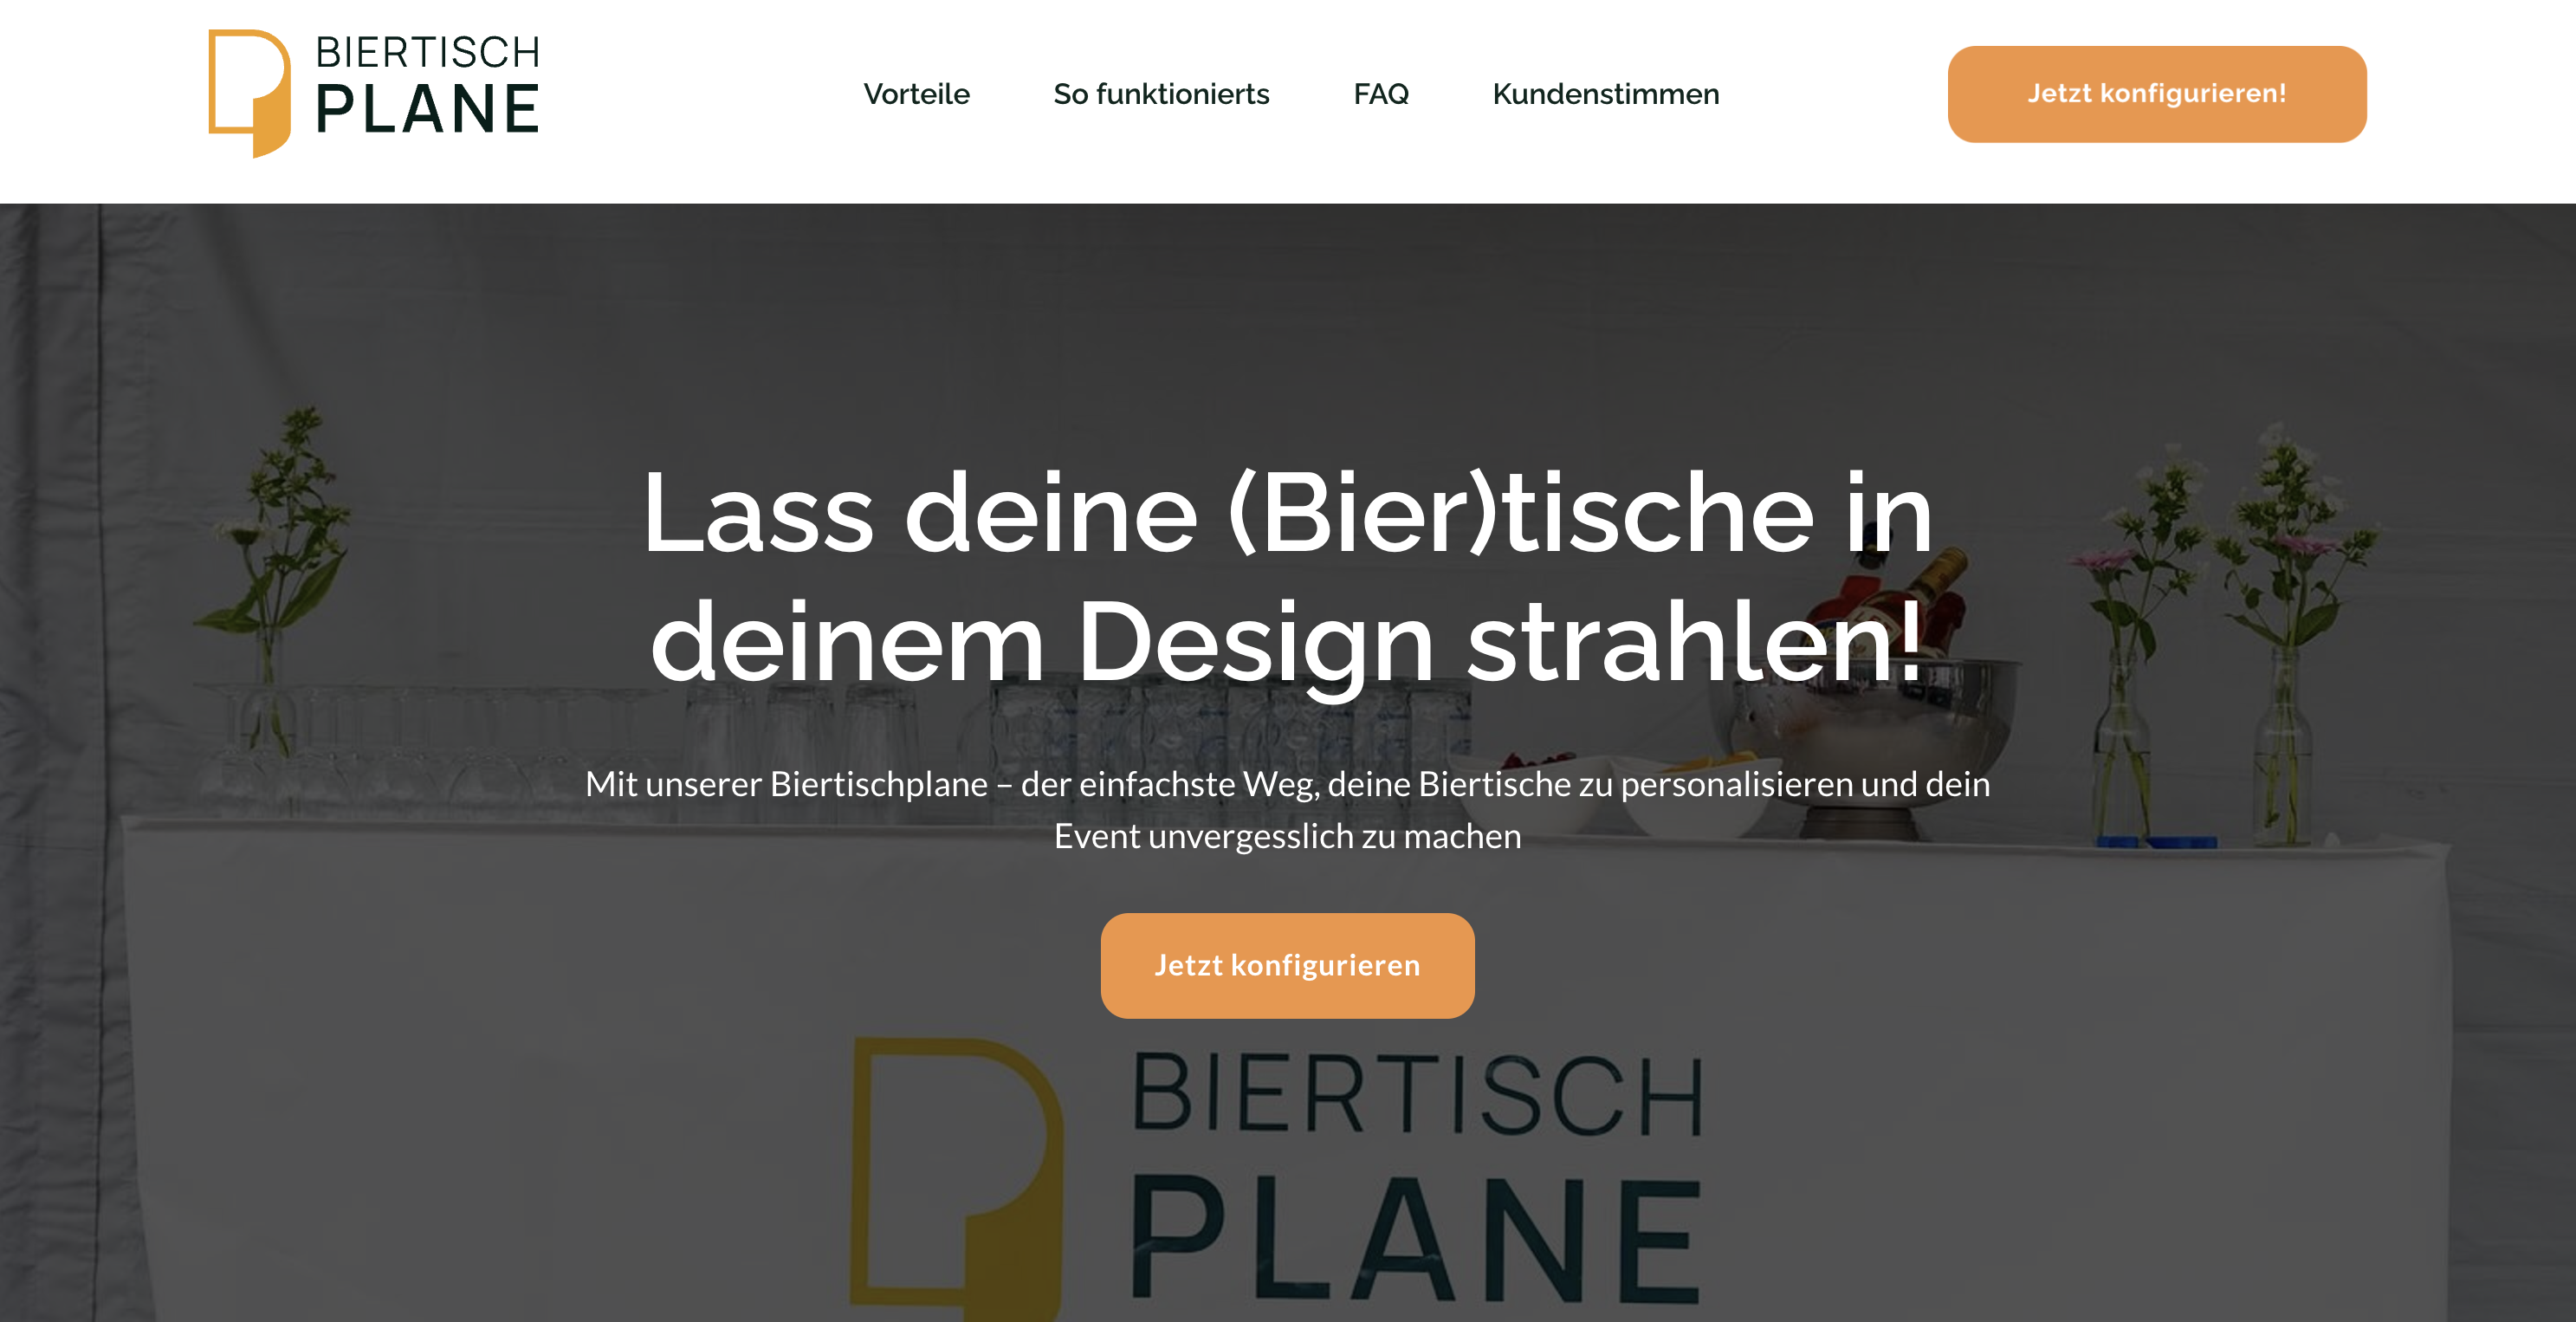 BIERTISCH
PLANE
Vorteile
So funktionierts
FAQ
Kundenstimmen
Jetzt konfigurieren!
Lass deine (Bier)tische in
deinem Design strahlen!
Mit unserer Biertischplane – der einfachste Weg, deine Biertische zu personalisieren und dein
Event unvergesslich zu machen
Jetzt konfigurieren
BIERTISCH
PLANE